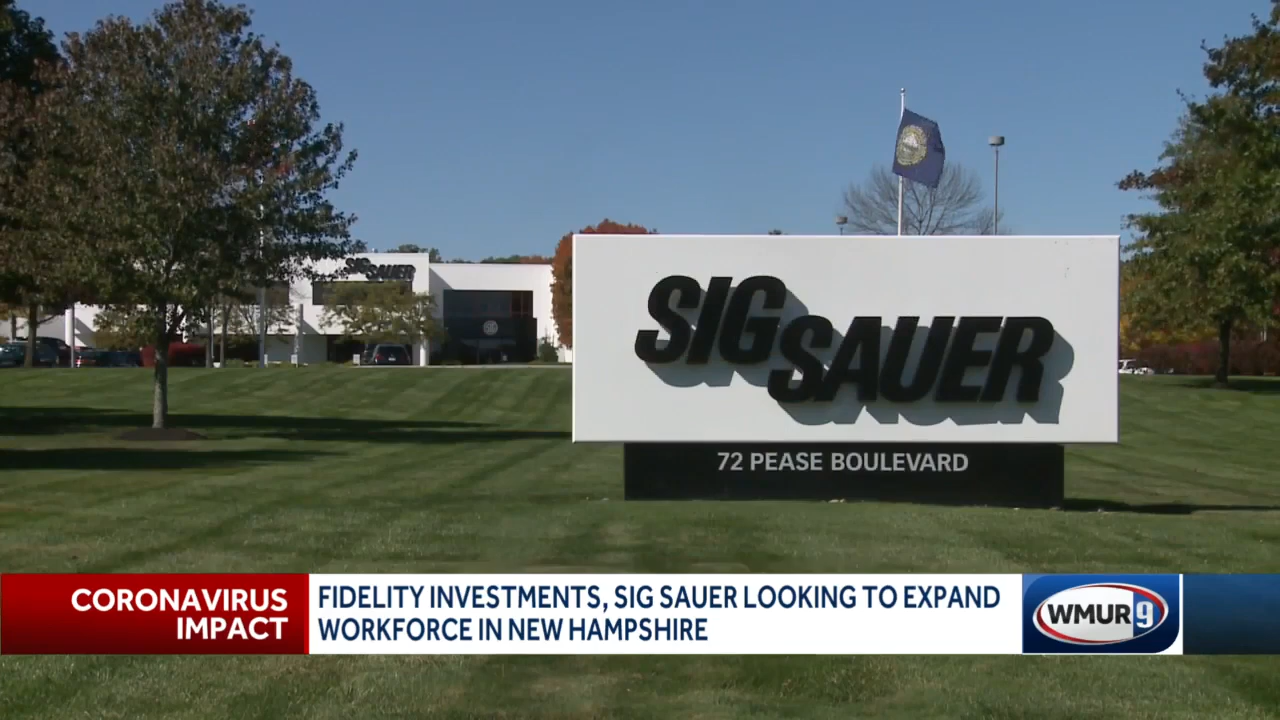 SIG SAUER
SIG SAUER
72 PEASE BOULEVARD
CORONAVIRUS
IMPACT
FIDELITY INVESTMENTS, SIG SAUER LOOKING TO EXPAND
WORKFORCE IN NEW HAMPSHIRE
WMUR 9